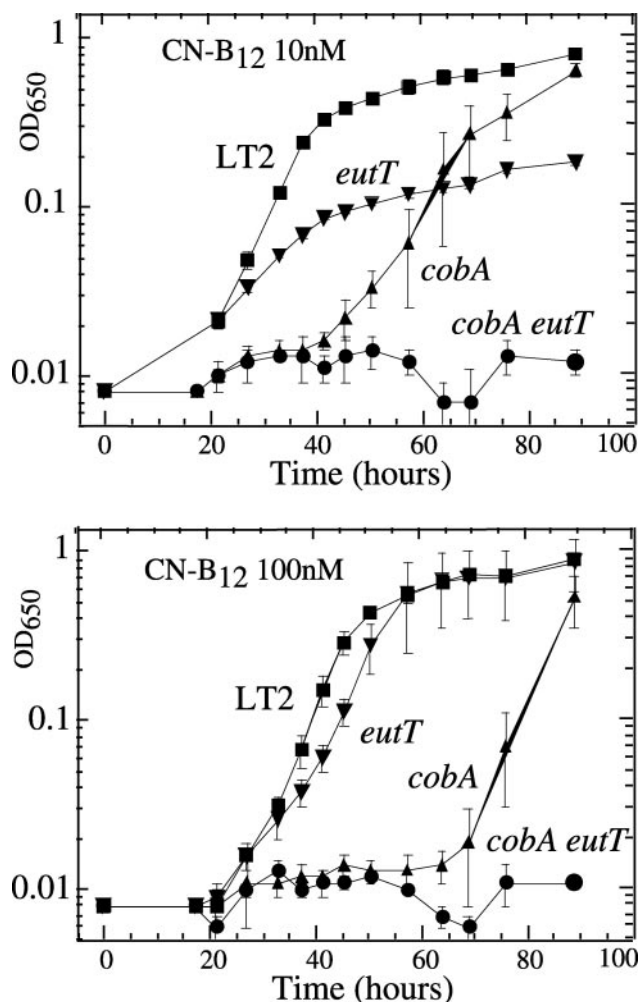 CN-B12 10nM
OD650
1
0.1
0.01
LT2
eutT
cobA
cobA eutT
0 20 40 60 80 100
Time (hours)
CN-B12 100nM
OD650
1
0.1
0.01
LT2
eutT
cobA
cobA eutT
0 20 40 60 80 100
Time (hours)